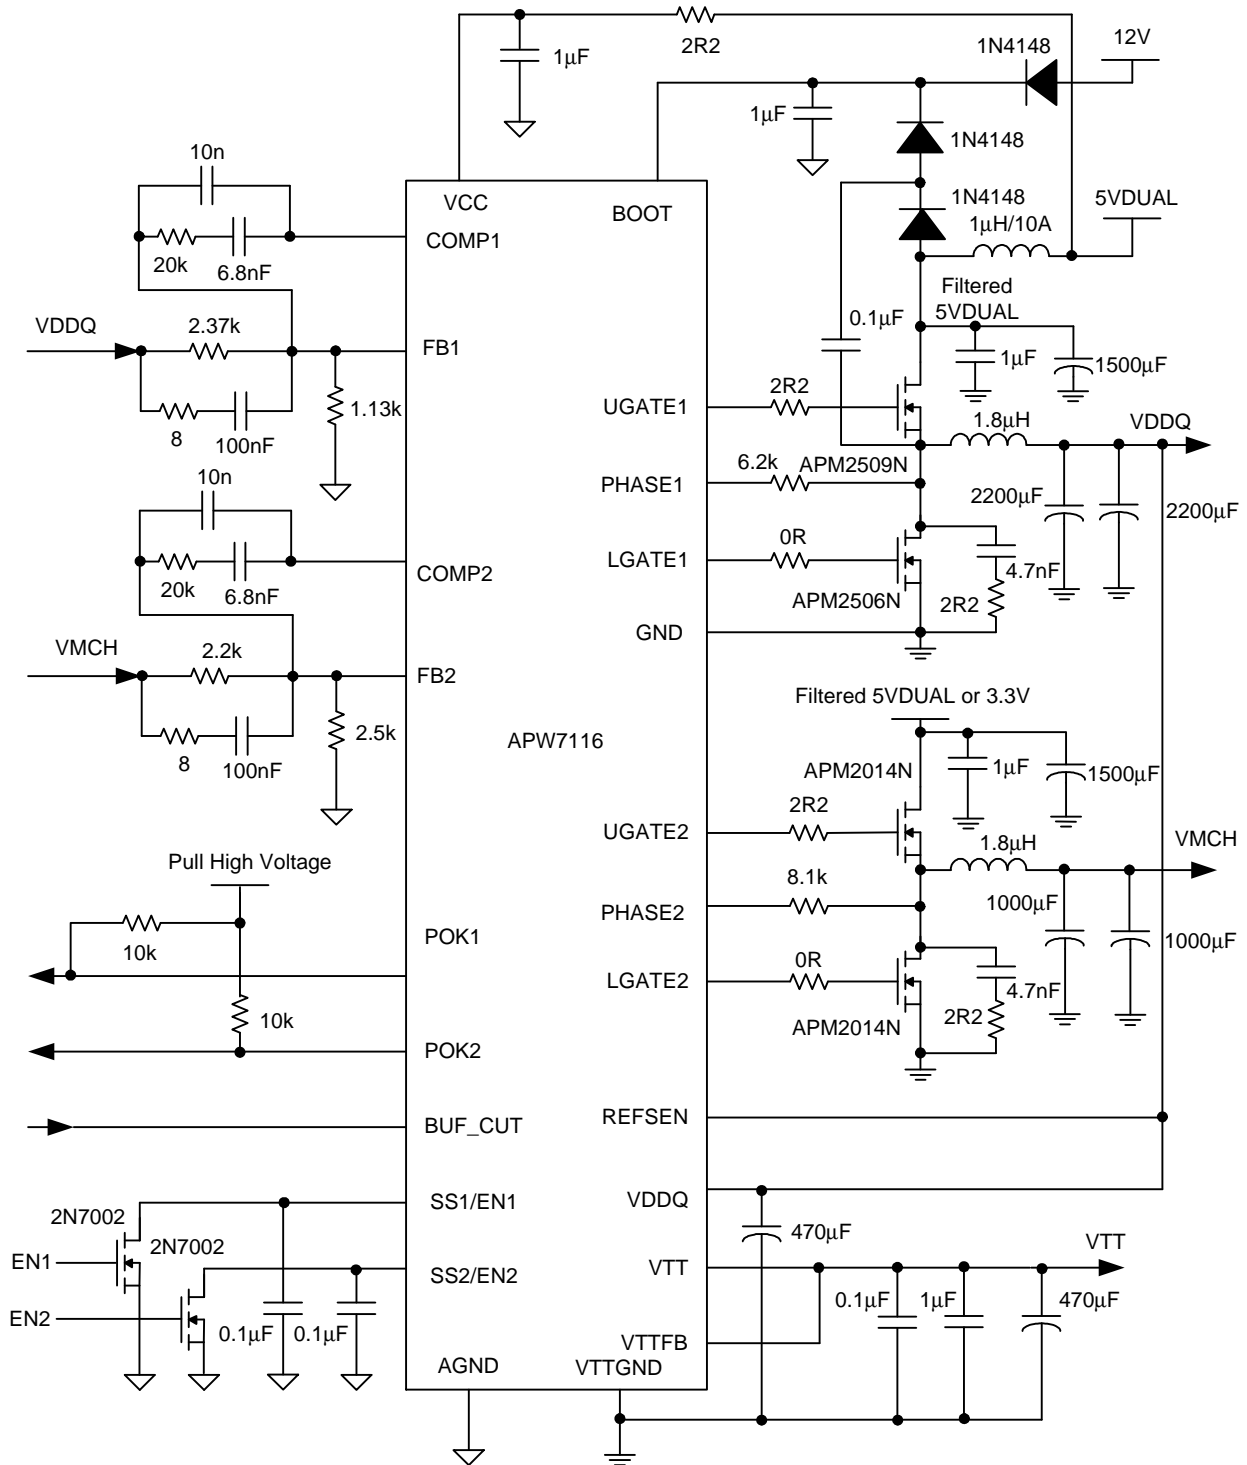 12V
1N4148
2R2
1μF
1μF
1N4148
10n
VCC
BOOT
1N4148
5VDUAL
1μH/10A
COMP1
20k
6.8nF
Filtered
5VDUAL
0.1μF
VDDQ
2.37k
FB1
1μF
1500μF
2R2
1.13k
UGATE1
1.8μH
VDDQ
8
100nF
6.2k
APM2509N
10n
PHASE1
2200μF
2200μF
0R
LGATE1
4.7nF
COMP2
20k
6.8nF
APM2506N
2R2
GND
VMCH
2.2k
FB2
Filtered 5VDUAL or 3.3V
2.5k
APW7116
8
100nF
APM2014N
1μF
1500μF
2R2
UGATE2
1.8μH
VMCH
Pull High Voltage
8.1k
1000μF
PHASE2
10k
POK1
1000μF
0R
LGATE2
4.7nF
10k
APM2014N
2R2
POK2
REFSEN
BUF_CUT
VDDQ
SS1/EN1
2N7002
470μF
2N7002
VTT
EN1
VTT
SS2/EN2
0.1μF
1μF
470μF
EN2
0.1μF
0.1μF
VTTFB
AGND
VTTGND